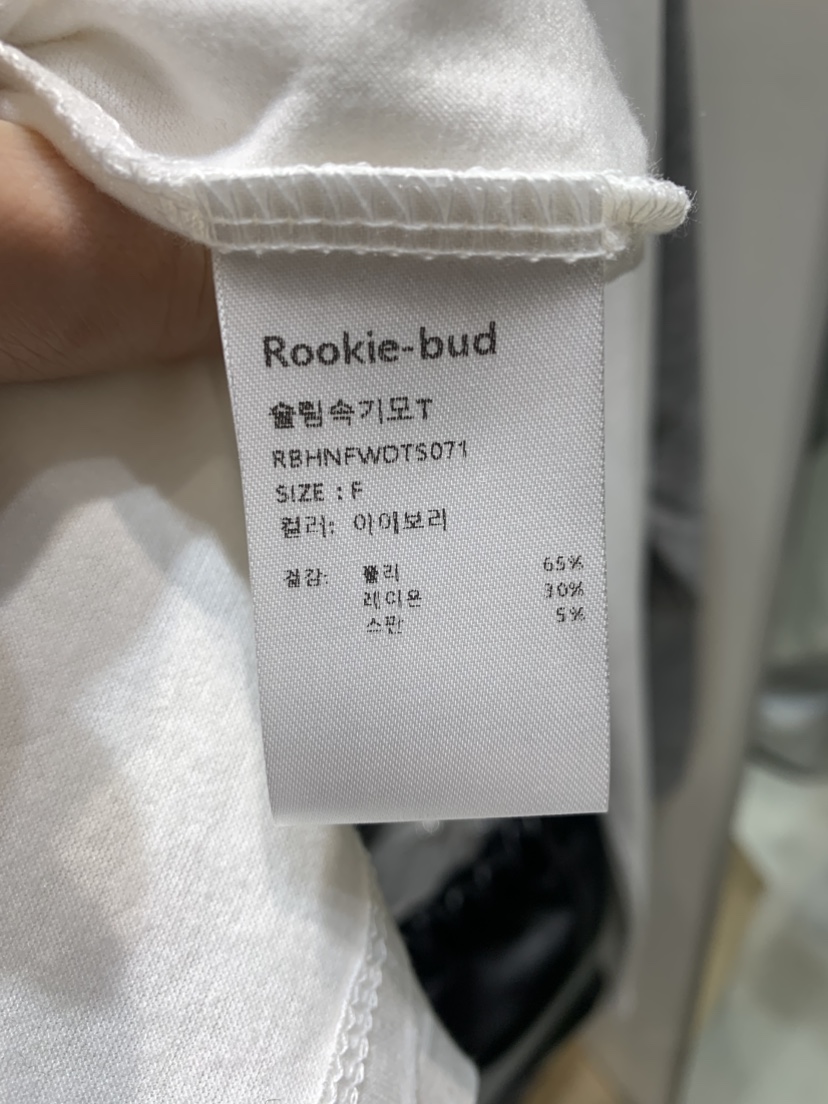 Rookie-bud
슬림속기모T
RBHNFWOTS071
SIZE : F
컬러: 아이보리
겉감: 폴리 65%
레이온 30%
스판 5%